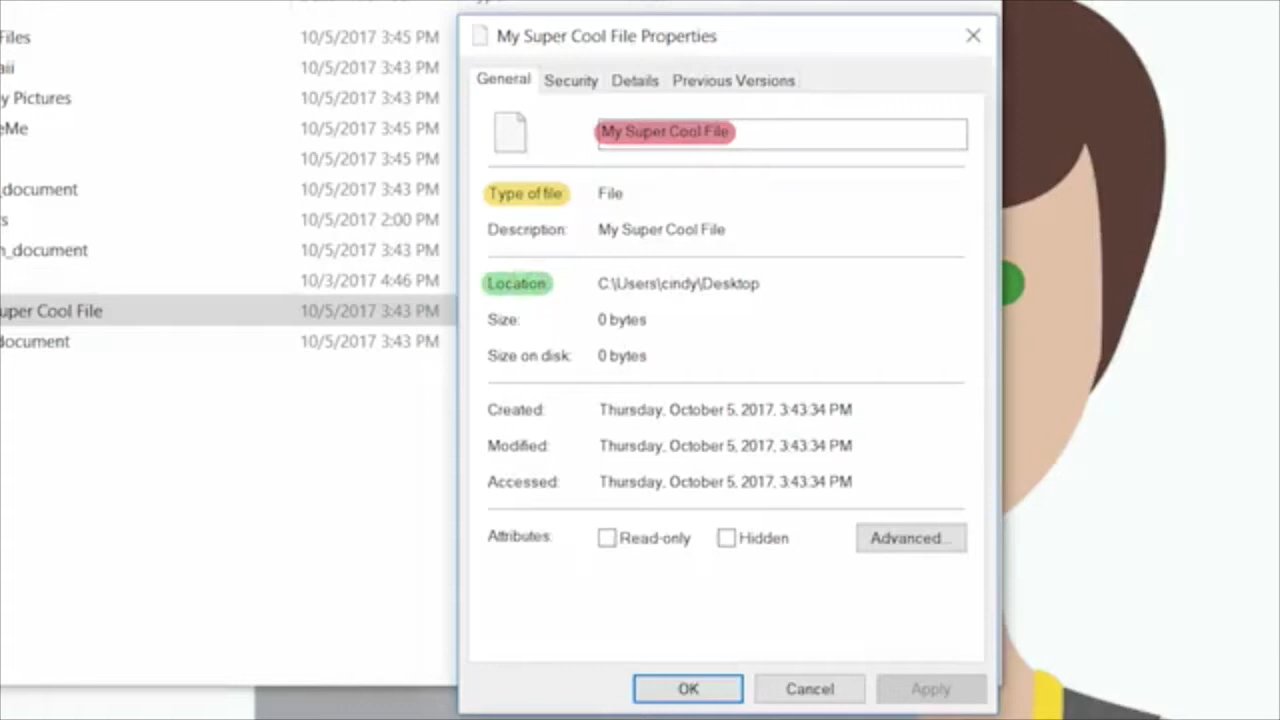 Files 10/5/2017 3:45 PM
10/5/2017 3:43 PM
Pictures 10/5/2017 3:43 PM
10/5/2017 3:45 PM
10/5/2017 3:45 PM
_document 10/5/2017 3:43 PM
10/5/2017 2:00 PM
_document 10/5/2017 3:43 PM
10/3/2017 4:46 PM
uper Cool File 10/5/2017 3:43 PM
document 10/5/2017 3:43 PM
My Super Cool File Properties
General Security Details Previous Versions
My Super Cool File
Type of file: File
Description: My Super Cool File
Location: C:\Users\cindy\Desktop
Size: 0 bytes
Size on disk: 0 bytes
Created: Thursday, October 5, 2017, 3:43:34 PM
Modified: Thursday, October 5, 2017, 3:43:34 PM
Accessed: Thursday, October 5, 2017, 3:43:34 PM
Attributes: Read-only Hidden Advanced...
OK Cancel Apply